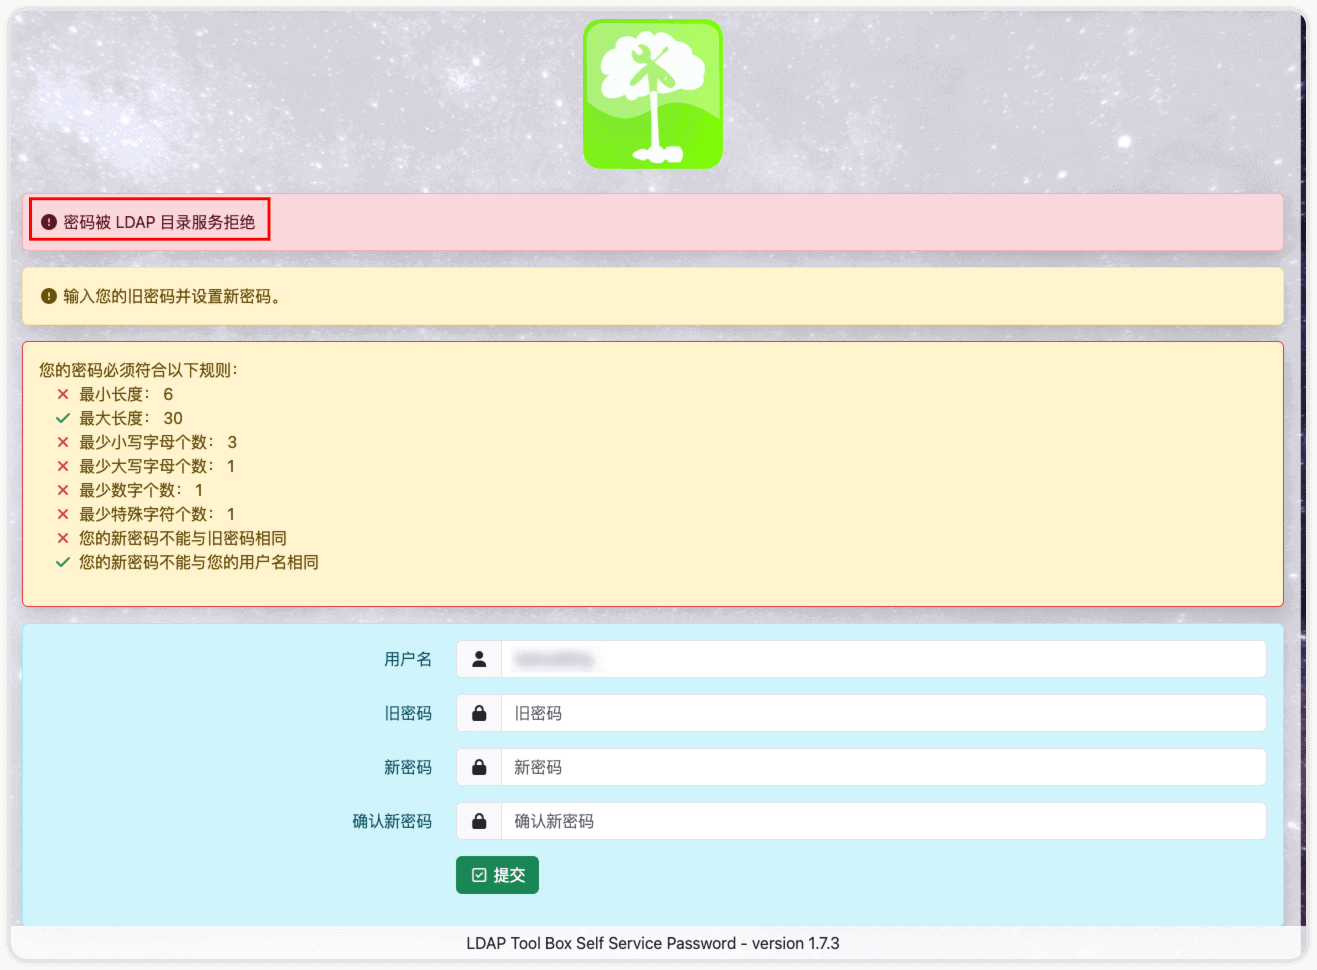 密码被 LDAP 目录服务拒绝
输入您的旧密码并设置新密码。
您的密码必须符合以下规则：
最小长度： 6
最大长度： 30
最少小写字母个数： 3
最少大写字母个数： 1
最少数字个数： 1
最少特殊字符个数： 1
您的新密码不能与旧密码相同
您的新密码不能与您的用户名相同
用户名
旧密码 旧密码
新密码 新密码
确认新密码 确认新密码
提交
LDAP Tool Box Self Service Password - version 1.7.3